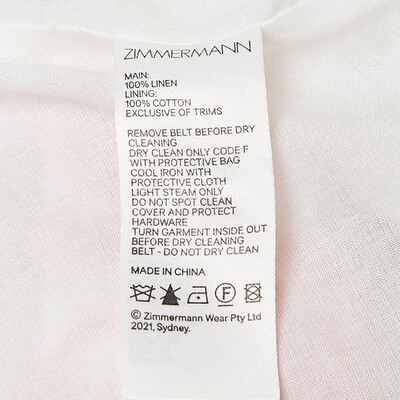 ZIMMERMANN
MAIN:
100% LINEN
LINING:
100% COTTON
EXCLUSIVE OF TRIMS
REMOVE BELT BEFORE DRY
CLEANING
DRY CLEAN ONLY CODE F
WITH PROTECTIVE BAG
COOL IRON WITH
PROTECTIVE CLOTH
LIGHT STEAM ONLY
DO NOT SPOT CLEAN
COVER AND PROTECT
HARDWARE
TURN GARMENT INSIDE OUT
BEFORE DRY CLEANING
BELT - DO NOT DRY CLEAN
MADE IN CHINA
F
© Zimmermann Wear Pty Ltd
2021, Sydney.